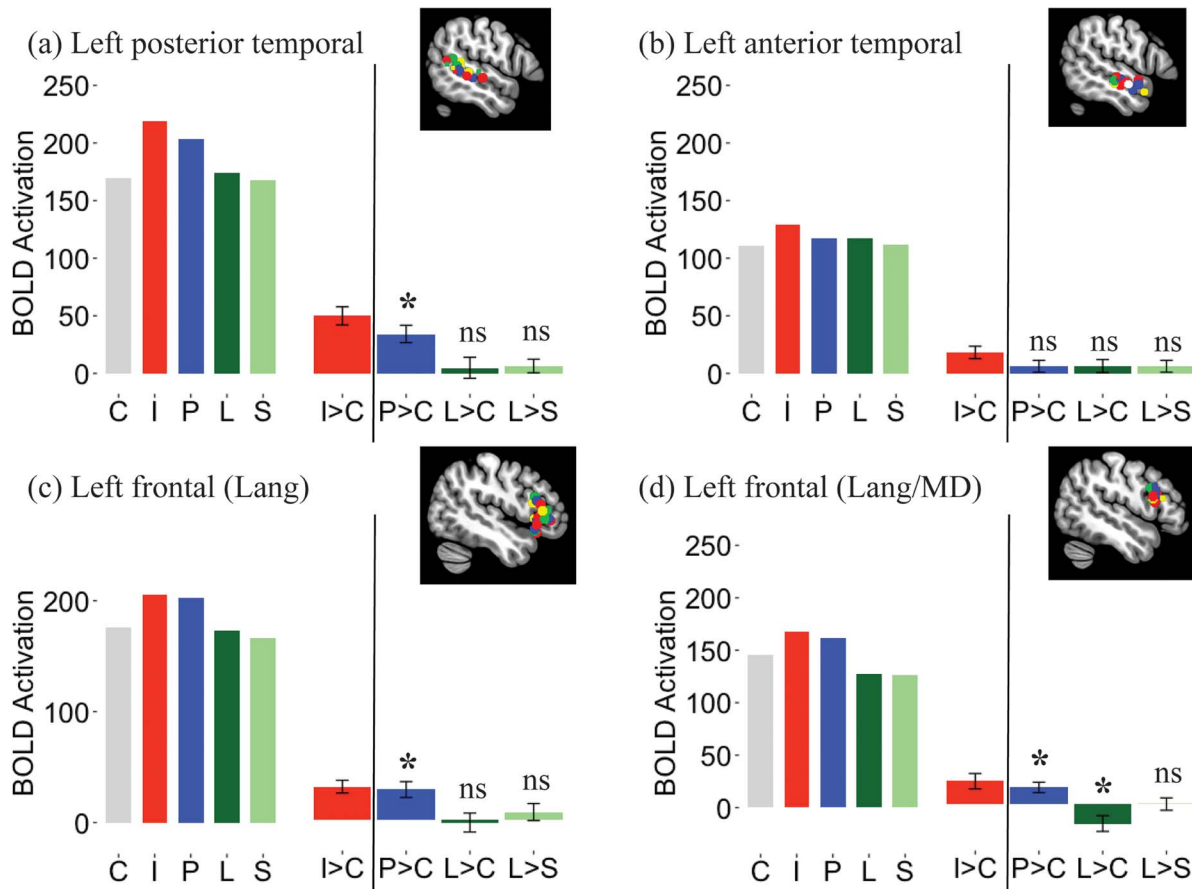 (a) Left posterior temporal
BOLD Activation
250
200
150
100
50
0
C I P L S I>C P>C L>C L>S
* ns ns
(b) Left anterior temporal
BOLD Activation
250
200
150
100
50
0
C I P L S I>C P>C L>C L>S
ns ns ns
(c) Left frontal (Lang)
BOLD Activation
200
100
0
C I P L S I>C P>C L>C L>S
* ns ns
(d) Left frontal (Lang/MD)
BOLD Activation
250
200
150
100
50
0
C I P L S I>C P>C L>C L>S
* * ns